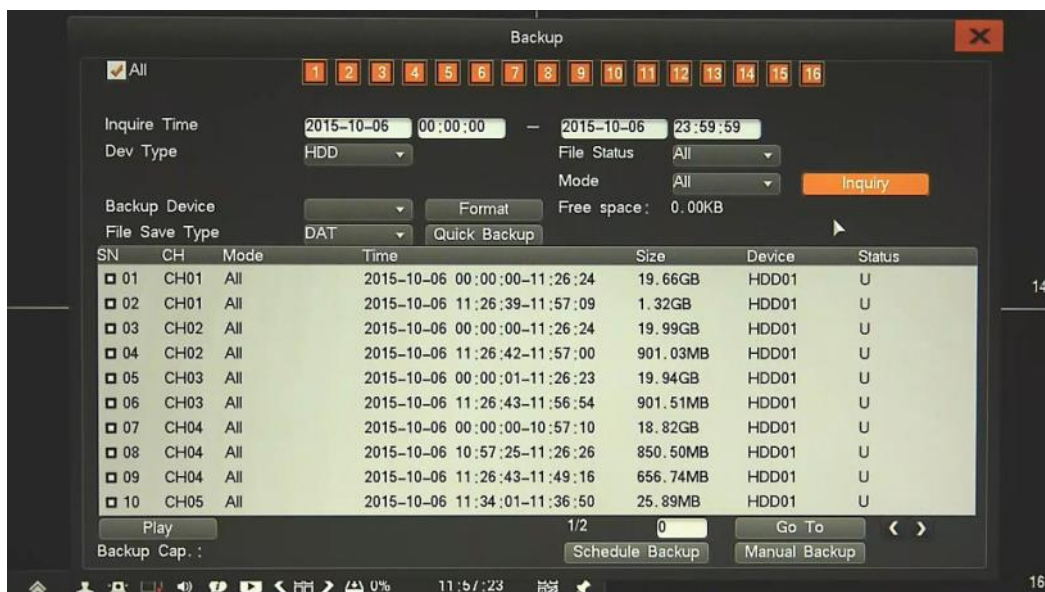 Backup
All 1 2 3 4 5 6 7 8 9 10 11 12 13 14 15 16
Inquire Time 2015-10-06 00:00:00 - 2015-10-06 23:59:59
Dev Type HDD File Status All
Mode All Inquiry
Backup Device Format Free space: 0.00KB
File Save Type DAT Quick Backup
SN CH Mode Time Size Device Status
01 CH01 All 2015-10-06 00:00:00-11:26:24 19.66GB HDD01 U
02 CH01 All 2015-10-06 11:26:39-11:57:09 1.32GB HDD01 U
03 CH02 All 2015-10-06 00:00:00-11:26:24 19.99GB HDD01 U
04 CH02 All 2015-10-06 11:26:42-11:57:00 901.03MB HDD01 U
05 CH03 All 2015-10-06 00:00:01-11:26:23 19.94GB HDD01 U
06 CH03 All 2015-10-06 11:26:43-11:56:54 901.51MB HDD01 U
07 CH04 All 2015-10-06 00:00:00-10:57:10 18.82GB HDD01 U
08 CH04 All 2015-10-06 10:57:25-11:26:26 850.50MB HDD01 U
09 CH04 All 2015-10-06 11:26:43-11:49:16 656.74MB HDD01 U
10 CH05 All 2015-10-06 11:34:01-11:36:50 25.89MB HDD01 U
14
Play 1/2 0 Go To
Backup Cap.: Schedule Backup Manual Backup
0% 11:57:23
16